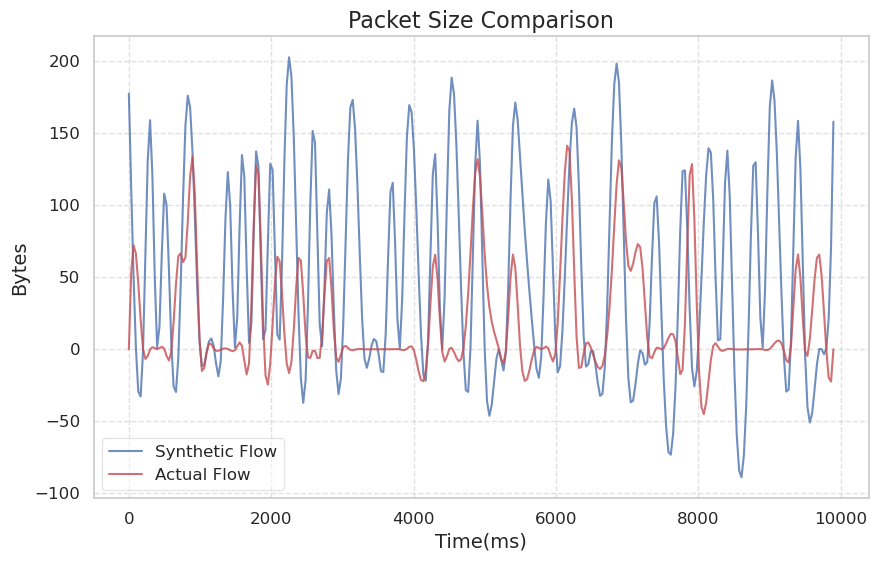 Packet Size Comparison
Bytes
200
150
100
50
0
−50
−100
Synthetic Flow
Actual Flow
0 2000 4000 6000 8000 10000
Time(ms)